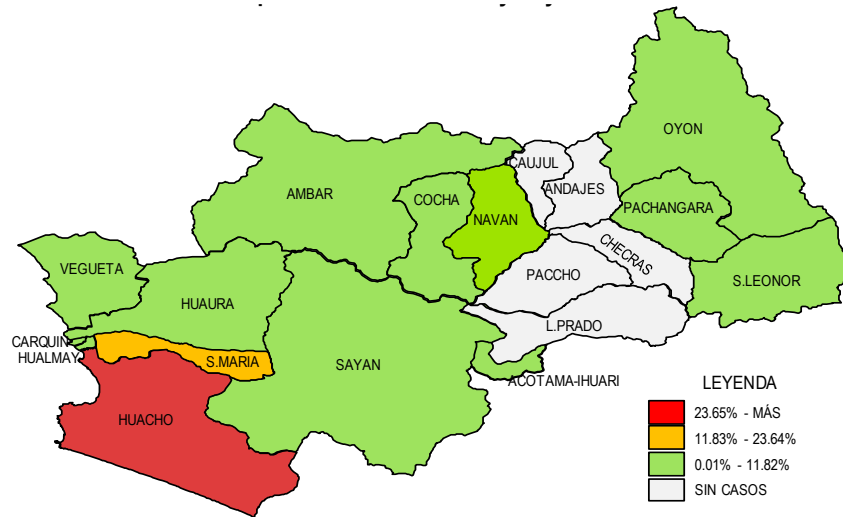 OYON
CAUJUL
ANDAJES
AMBAR
COCHA
NAVAN
PACHANGARA
CHECRAS
VEGUETA
PACCHO
S.LEONOR
HUAURA
L.PRADO
CARQUIN
HUALMAY
S.MARIA
SAYAN
ACOTAMA-IHUARI
HUACHO
LEYENDA
23.65% - MÁS
11.83% - 23.64%
0.01% - 11.82%
SIN CASOS